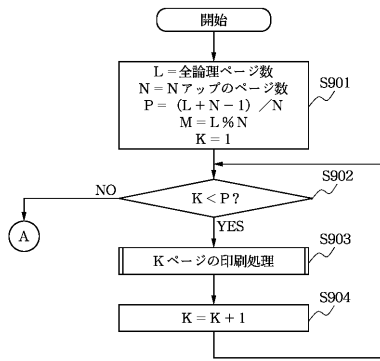 開始
L=全論理ページ数
N=Nアップのページ数
P=(L+N-1)/N
M=L%N
K=1
S901
S902
NO
K<P?
YES
A
S903
Kページの印刷処理
S904
K=K+1